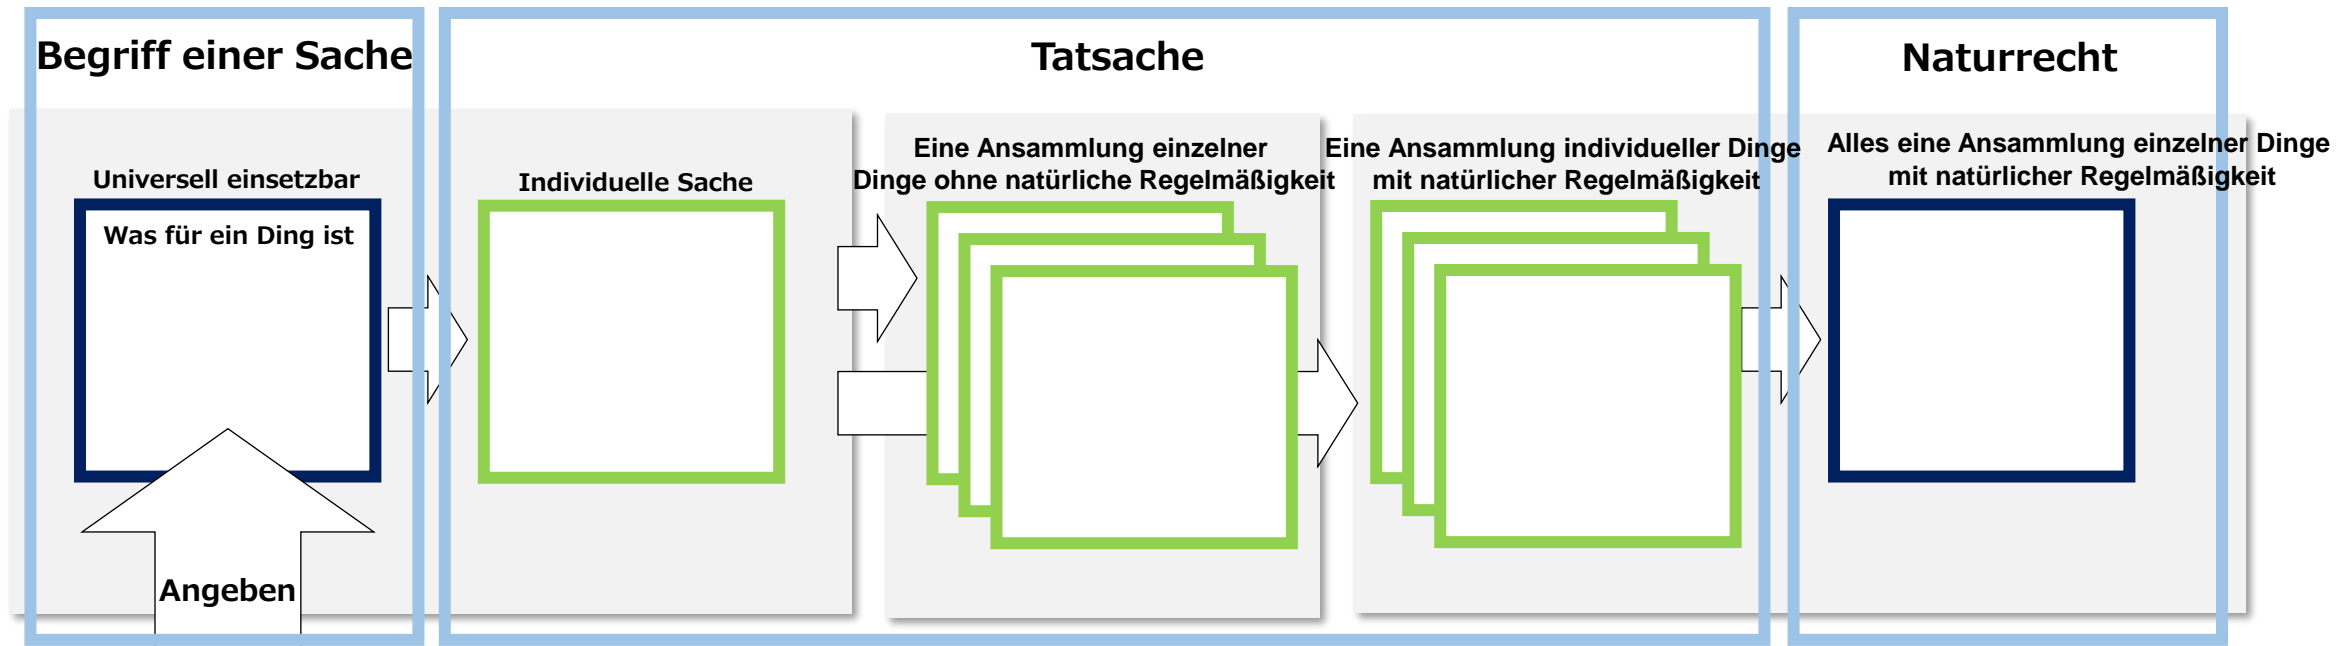 Begriff einer Sache
Tatsache
Naturrecht
Universell einsetzbar
Was für ein Ding ist
Angeben
Individuelle Sache
Eine Ansammlung einzelner
Dinge ohne natürliche Regelmäßigkeit
Eine Ansammlung individueller Dinge
mit natürlicher Regelmäßigkeit
Alles eine Ansammlung einzelner Dinge
mit natürlicher Regelmäßigkeit